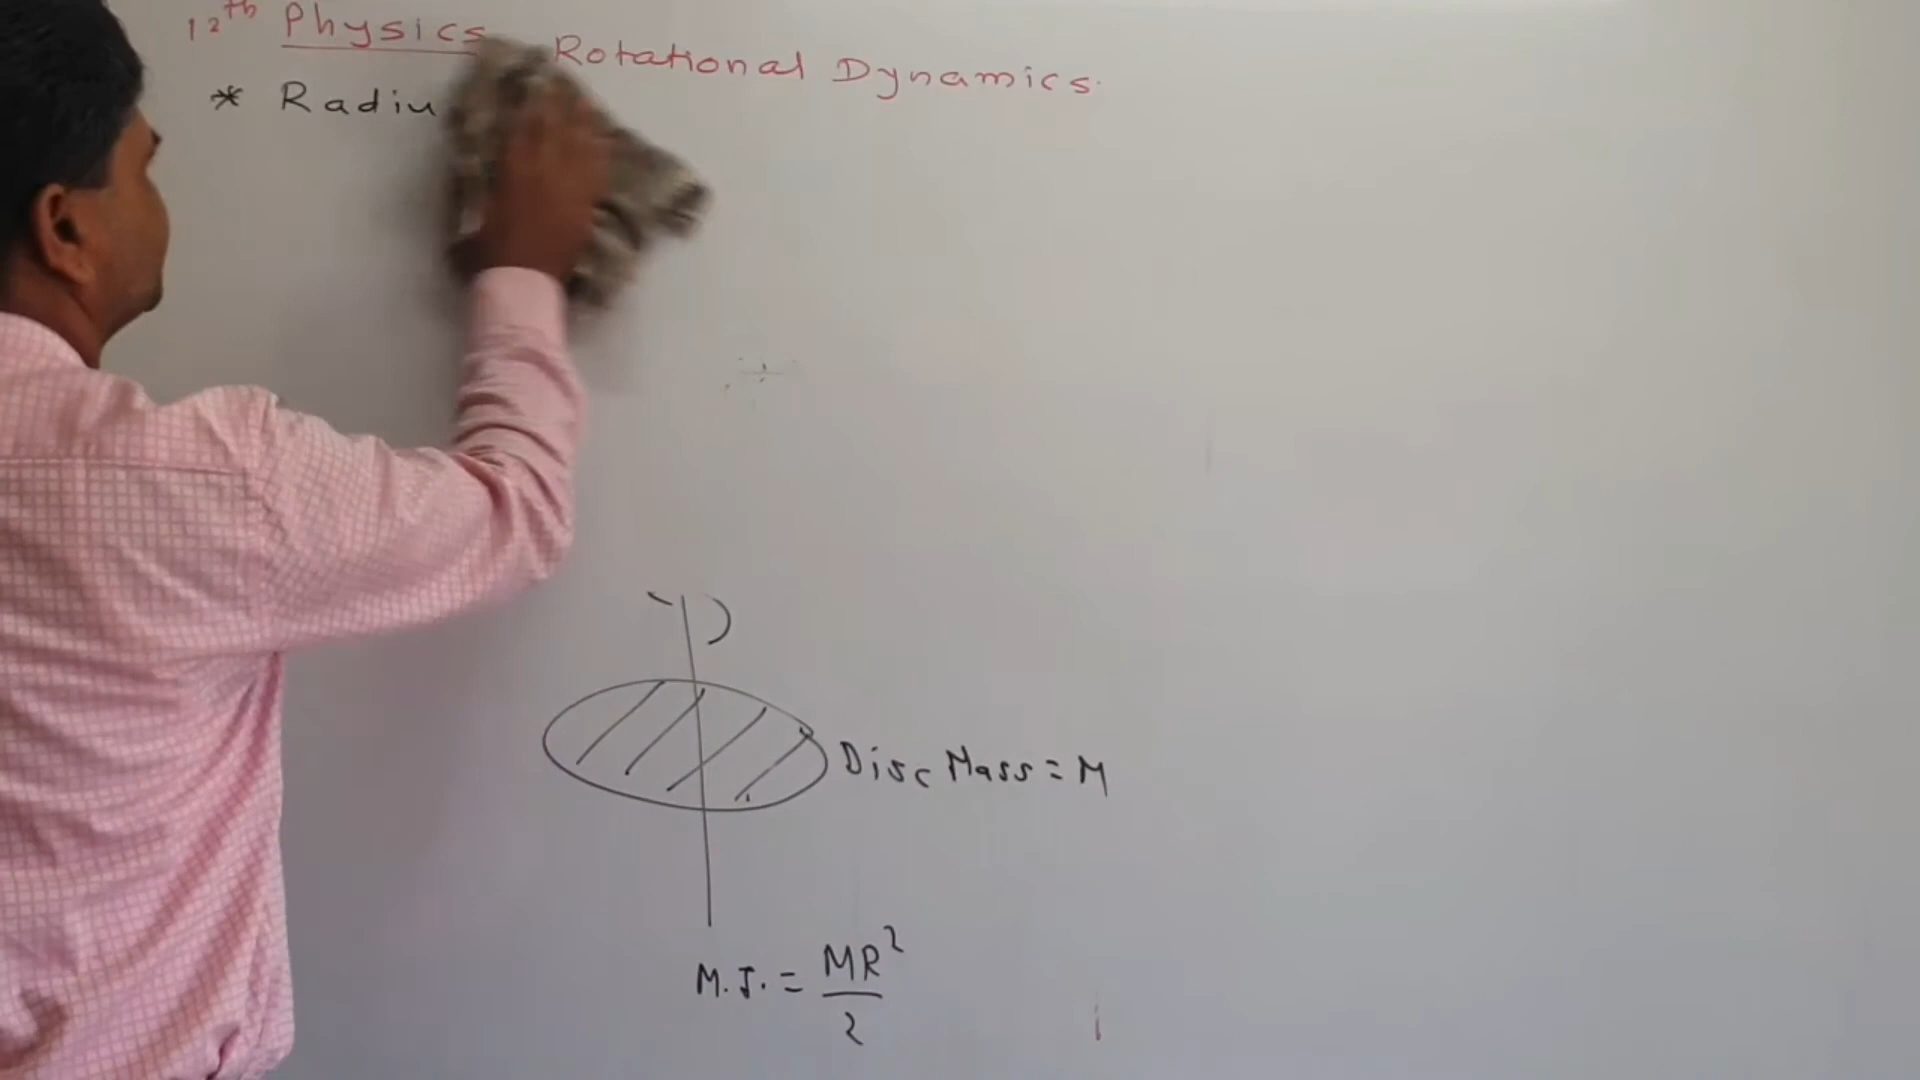 12th Physics Rotational Dynamics.
* Radiu
Disc Mass = M
M.I. = MR²/2